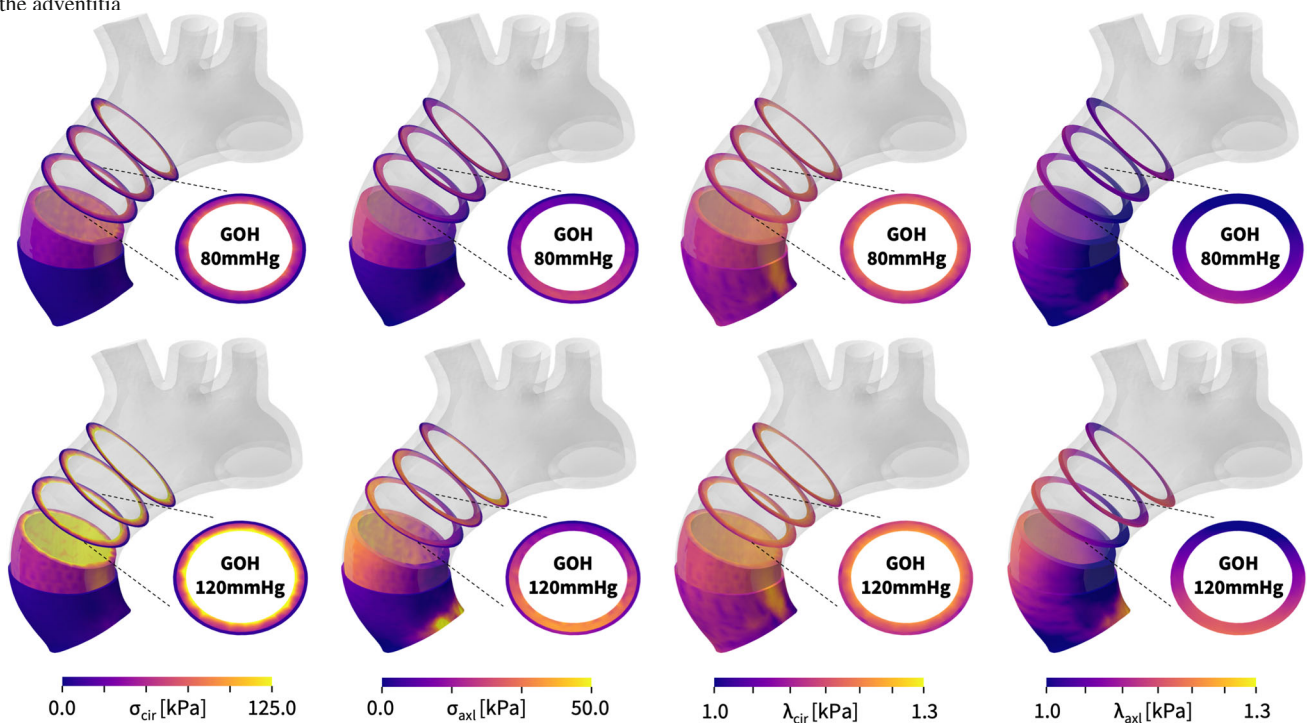 the adventitia
GOH GOH GOH GOH
80mmHg 80mmHg 80mmHg 80mmHg
GOH GOH GOH GOH
120mmHg 120mmHg 120mmHg 120mmHg
0.0 σcir [kPa] 125.0 0.0 σaxl [kPa] 50.0 1.0 λcir [kPa] 1.3 1.0 λaxl [kPa] 1.3